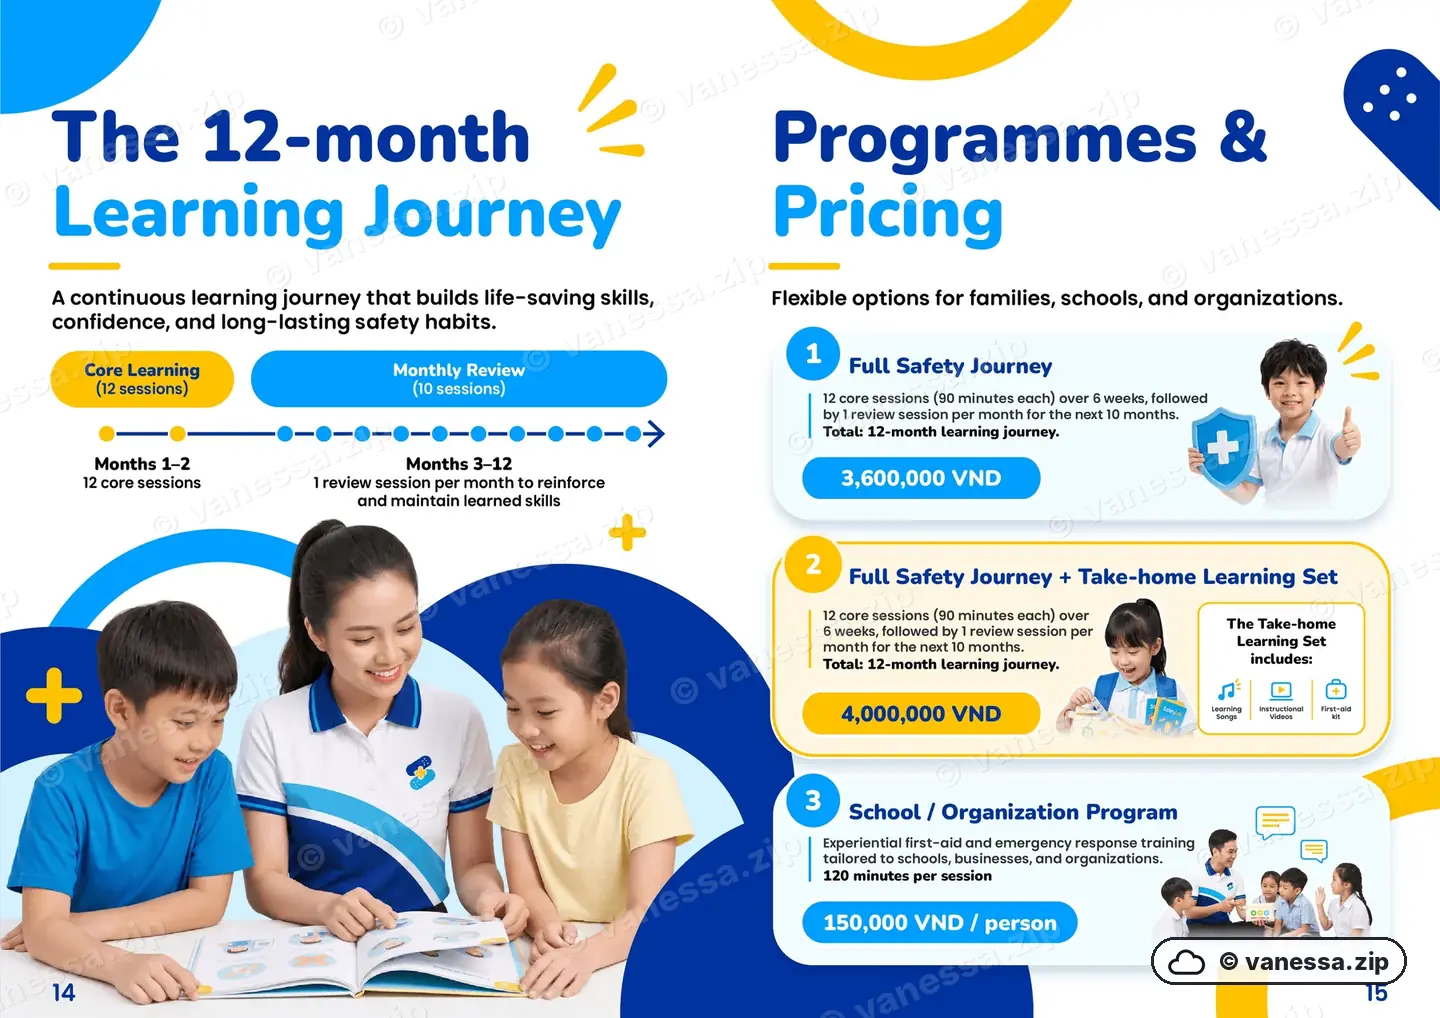 The 12-month
Learning Journey
A continuous learning journey that builds life-saving skills,
confidence, and long-lasting safety habits.
Core Learning
(12 sessions)
Monthly Review
(10 sessions)
Months 1–2
12 core sessions
Months 3–12
1 review session per month to reinforce
and maintain learned skills
14
Programmes &
Pricing
Flexible options for families, schools, and organizations.
1
Full Safety Journey
12 core sessions (90 minutes each) over 6 weeks, followed
by 1 review session per month for the next 10 months.
Total: 12-month learning journey.
3,600,000 VND
2
Full Safety Journey + Take-home Learning Set
12 core sessions (90 minutes each) over
6 weeks, followed by 1 review session per
month for the next 10 months.
Total: 12-month learning journey.
4,000,000 VND
The Take-home
Learning Set
includes:
Learning
Songs
Instructional
Videos
First-aid
kit
3
School / Organization Program
Experiential first-aid and emergency response training
tailored to schools, businesses, and organizations.
120 minutes per session
150,000 VND / person
© vanessa.zip
15